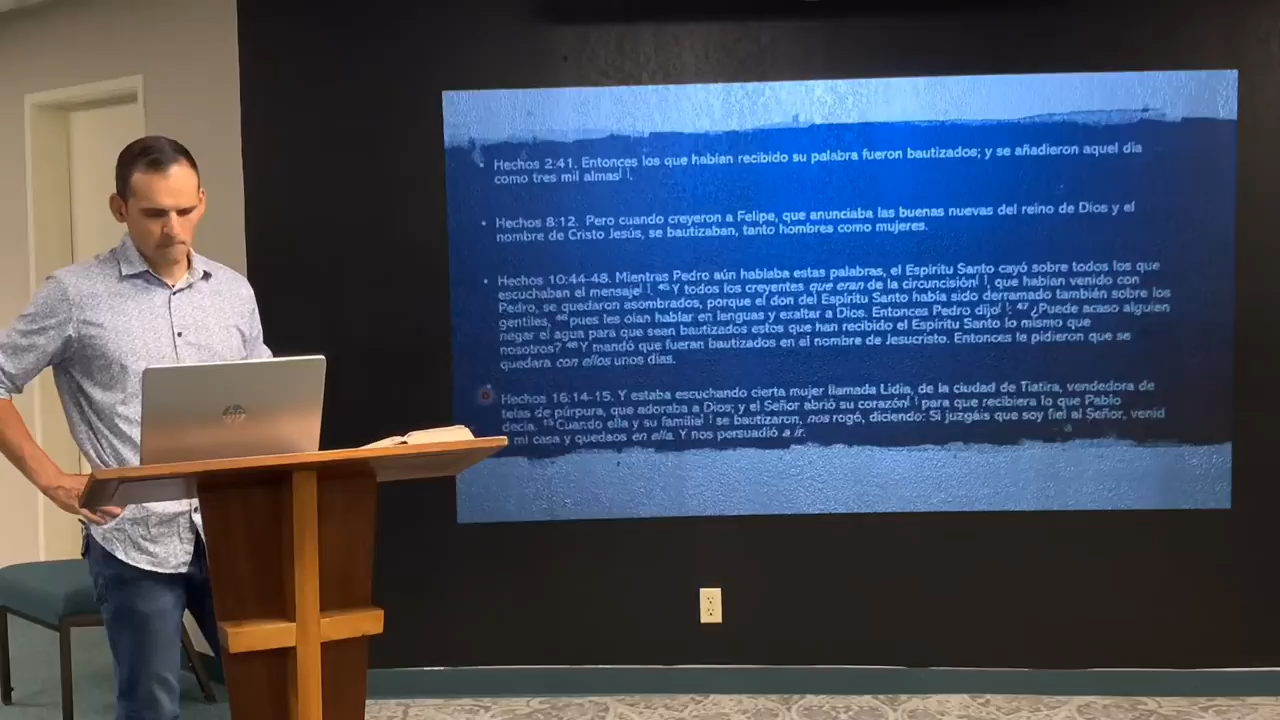 hp
Hechos 2:41. Entonces los que habían recibido su palabra fueron bautizados; y se añadieron aquel día
como tres mil almas[ ].
Hechos 8:12. Pero cuando creyeron a Felipe, que anunciaba las buenas nuevas del reino de Dios y el
nombre de Cristo Jesús, se bautizaban, tanto hombres como mujeres.
Hechos 10:44-48. Mientras Pedro aún hablaba estas palabras, el Espíritu Santo cayó sobre todos los que
escuchaban el mensaje[ ]. 45 Y todos los creyentes que eran de la circuncisión[ ], que habían venido con
Pedro, se quedaron asombrados, porque el don del Espíritu Santo había sido derramado también sobre los
gentiles, 46 pues les oían hablar en lenguas y exaltar a Dios. Entonces Pedro dijo[ ]: 47 ¿Puede acaso alguien
negar el agua para que sean bautizados estos que han recibido el Espíritu Santo lo mismo que
nosotros? 48 Y mandó que fueran bautizados en el nombre de Jesucristo. Entonces le pidieron que se
quedara con ellos unos días.
Hechos 16:14-15. Y estaba escuchando cierta mujer llamada Lidia, de la ciudad de Tiatira, vendedora de
telas de púrpura, que adoraba a Dios; y el Señor abrió su corazón[ ] para que recibiera lo que Pablo
decía. 15 Cuando ella y su familia[ ] se bautizaron, nos rogó, diciendo: Si juzgáis que soy fiel al Señor, venid
mi casa y quedaos en ella. Y nos persuadió a ir.